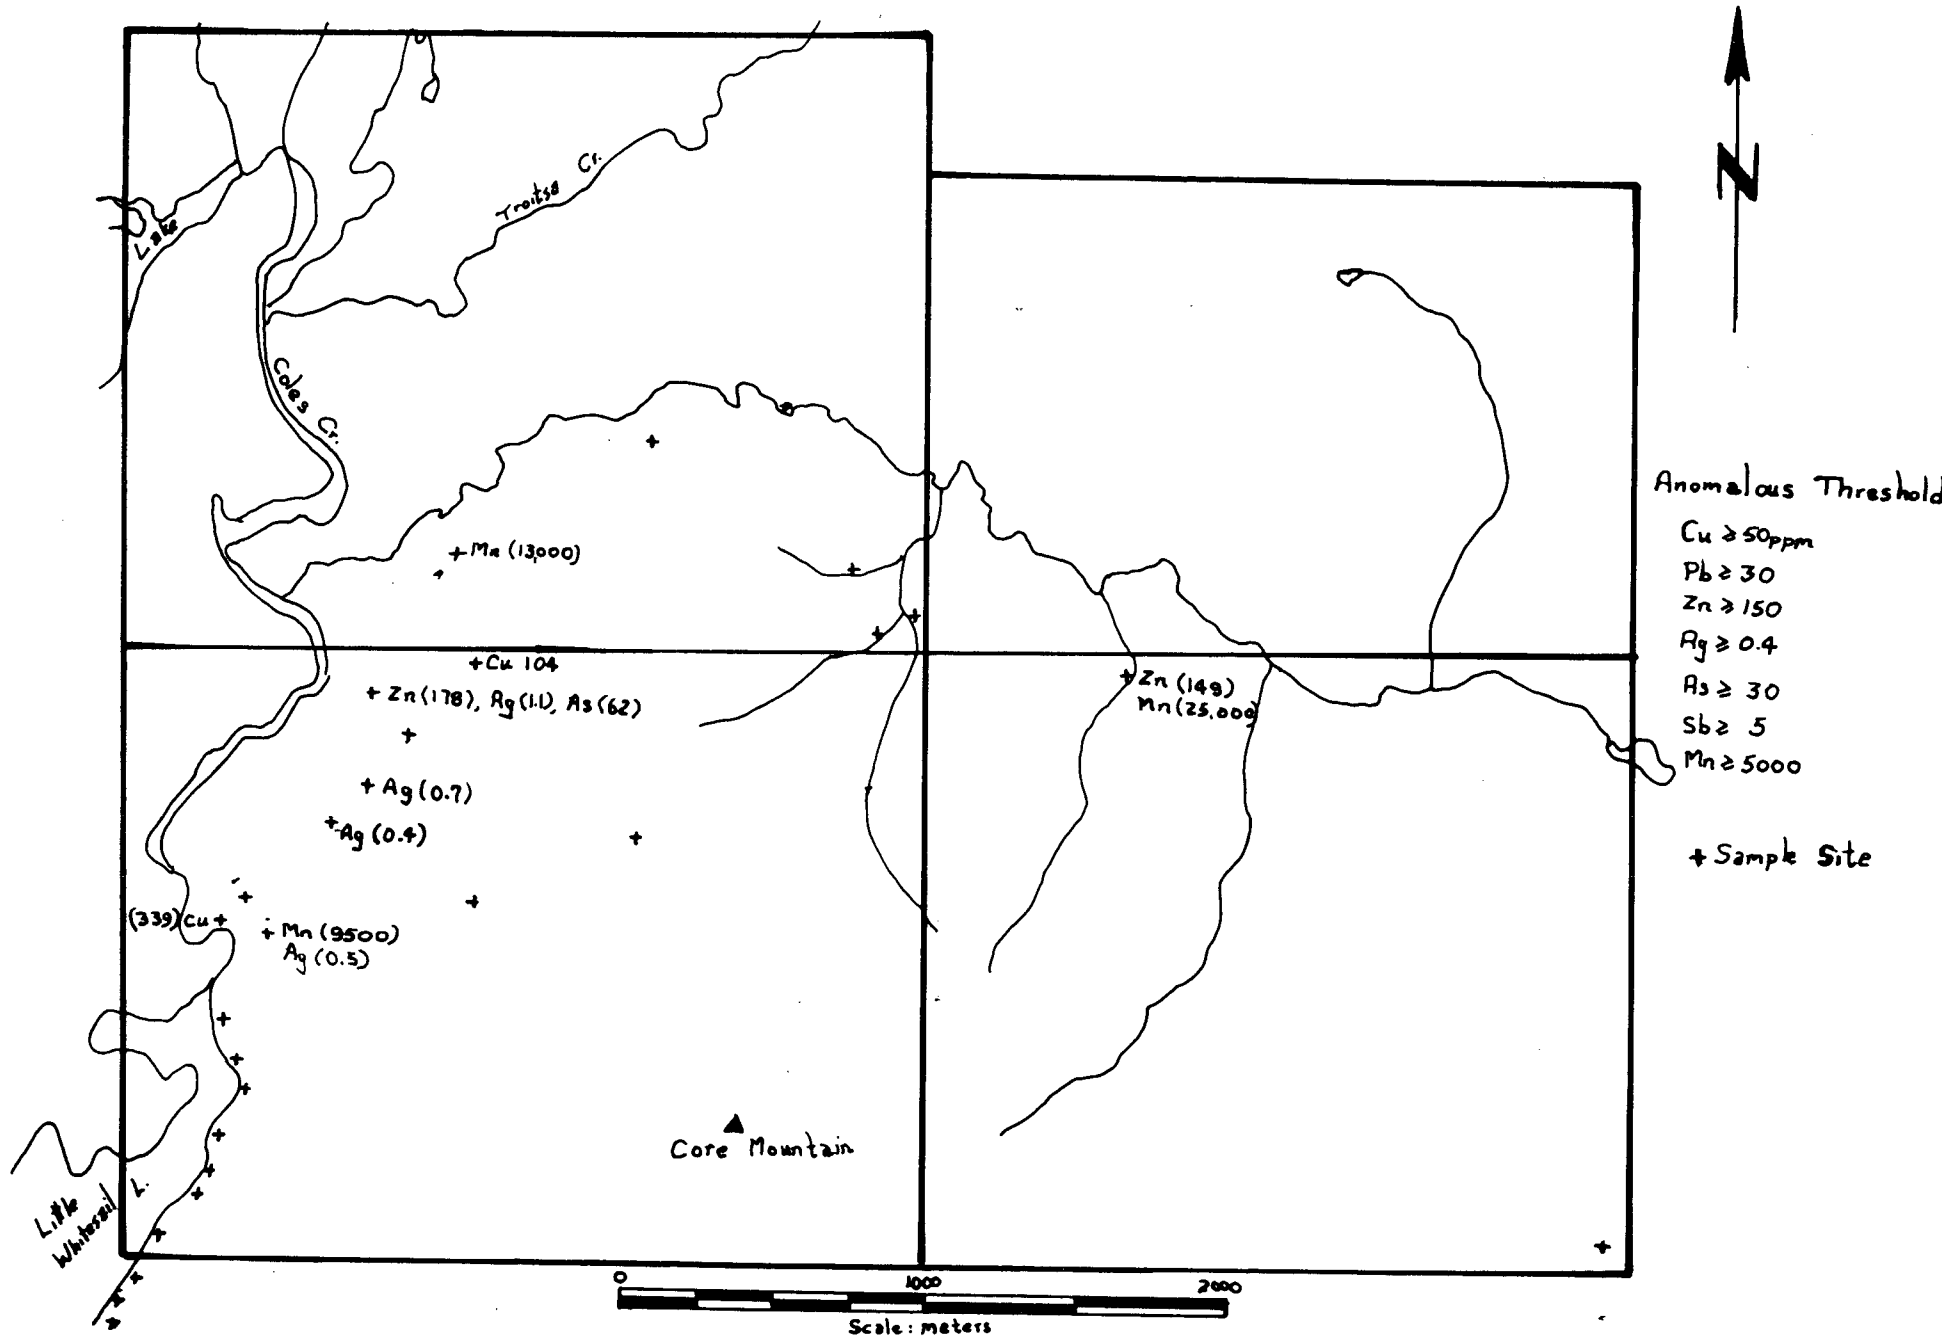 N
Troitsa Cr.
Lake
Coles Cr.
Anomalous Threshold
Cu ≥ 50ppm
Pb ≥ 30
Zn ≥ 150
Ag ≥ 0.4
As ≥ 30
Sb ≥ 5
Mn ≥ 5000
+ Sample Site
+ Mn (13,000)
+ Cu 104
+ Zn (178), Ag (1.1), As (62)
+ Zn (149)
Mn (25,000)
+ Ag (0.7)
+ Ag (0.4)
(339) Cu +
+ Mn (9500)
Ag (0.5)
Core Mountain
Little
Whitesail L.
0 1000 2000
Scale: meters